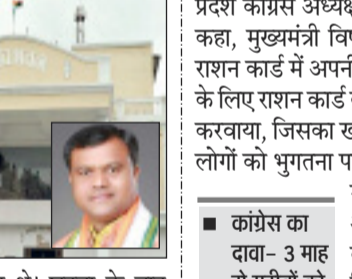 प्रदेश कांग्रेस अध्यक्ष
कहा, मुख्यमंत्री विष
राशन कार्ड में अपनी
के लिए राशन कार्ड
करवाया, जिसका ख
लोगों को भुगतना प
■ कांग्रेस का
दावा– 3 माह